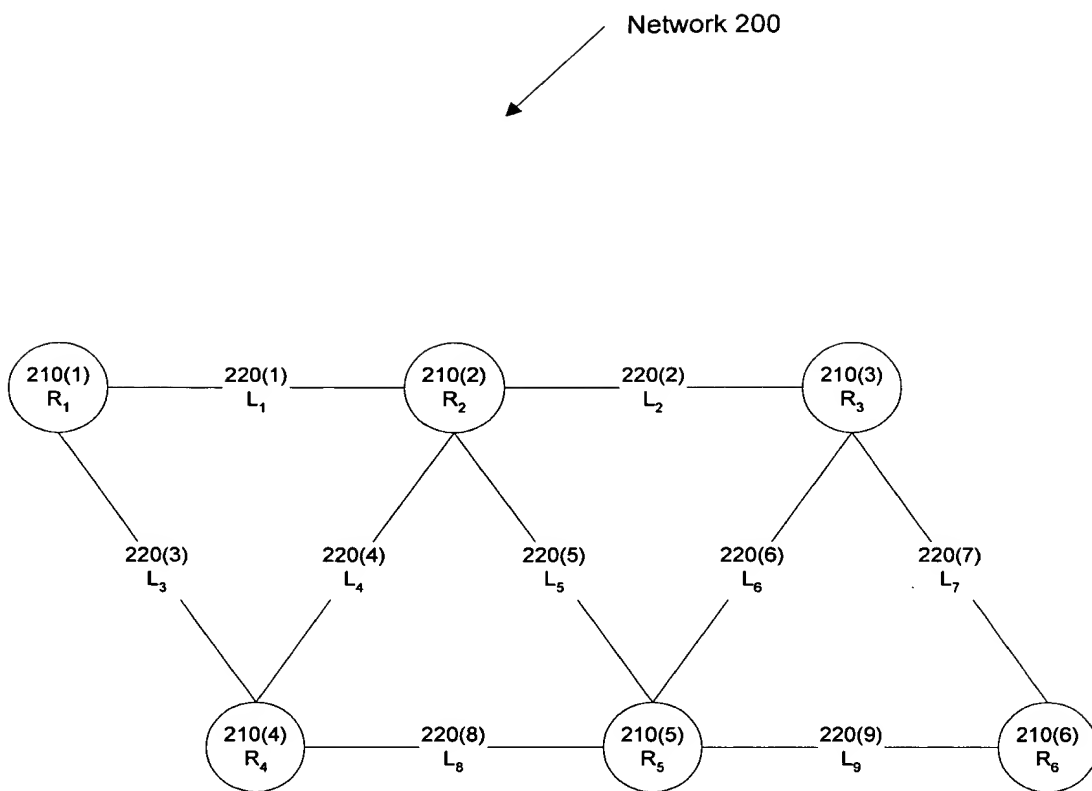 Network 200
210(1)
R₁
220(1)
L₁
210(2)
R₂
220(2)
L₂
210(3)
R₃
220(3)
L₃
220(4)
L₄
220(5)
L₅
220(6)
L₆
220(7)
L₇
210(4)
R₄
220(8)
L₈
210(5)
R₅
220(9)
L₉
210(6)
R₆